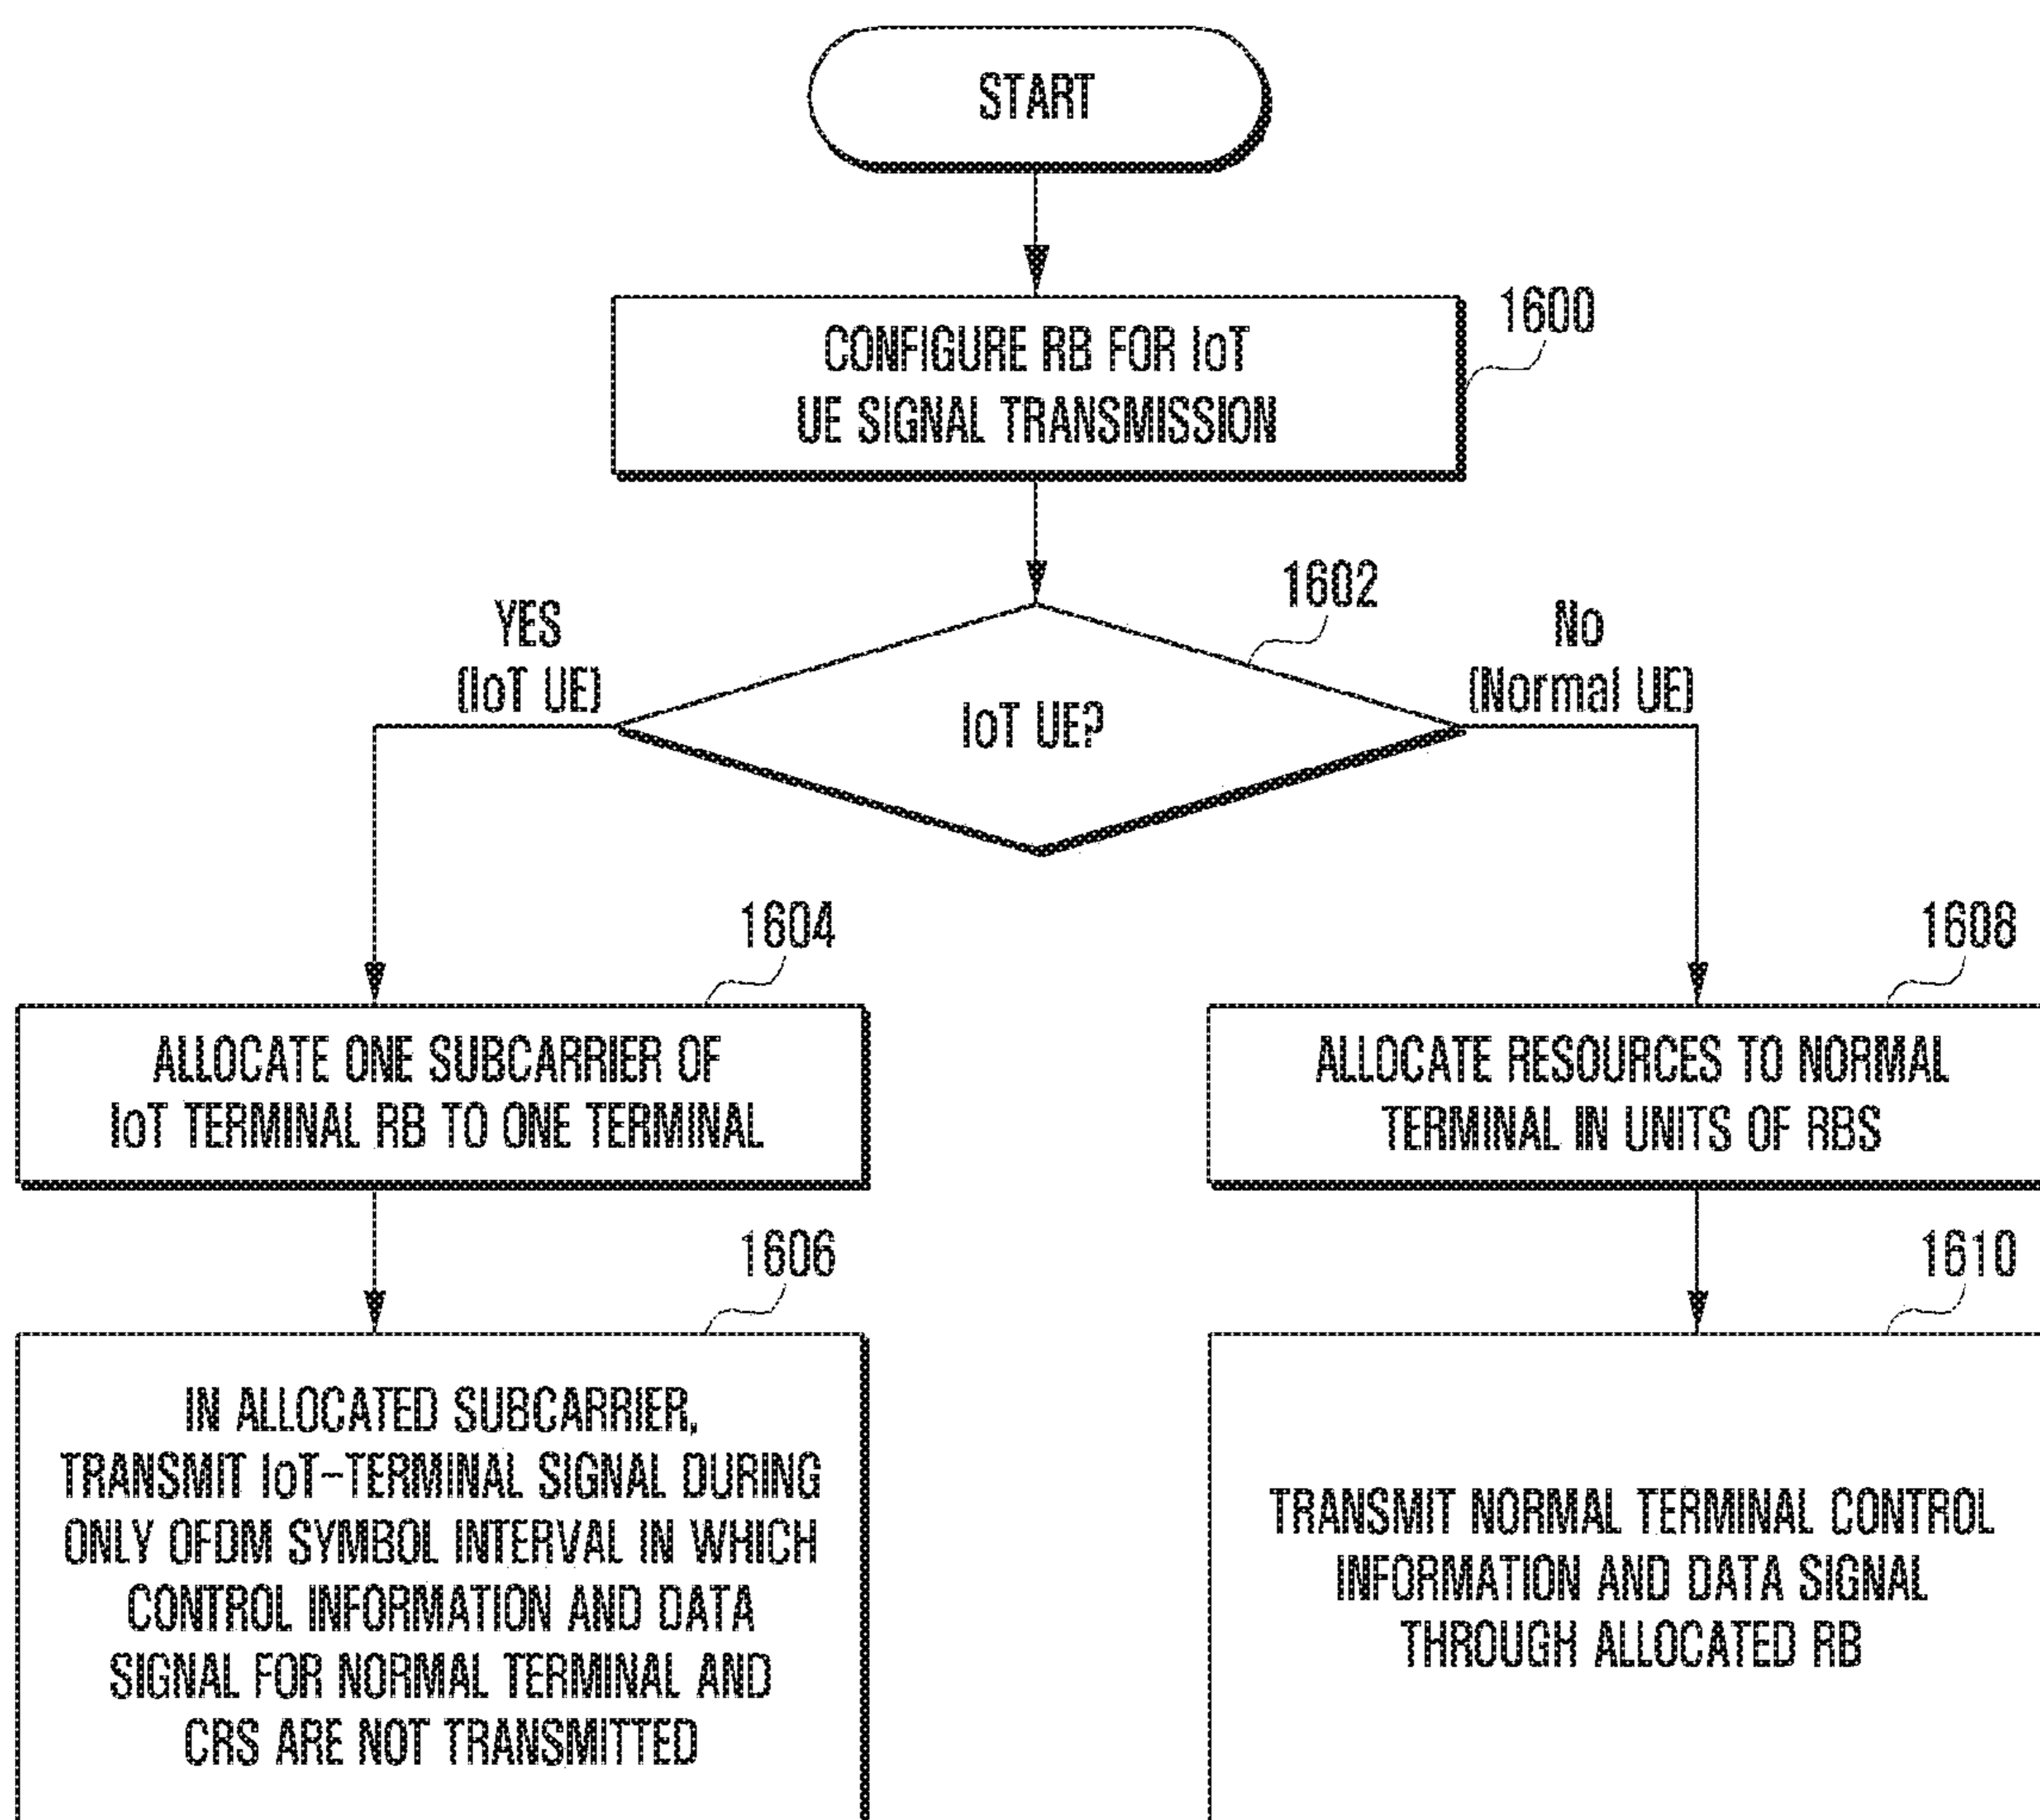 START
1600
CONFIGURE RB FOR IoT
UE SIGNAL TRANSMISSION
1602
YES
(IoT UE)
No
(Normal UE)
IoT UE?
1604
ALLOCATE ONE SUBCARRIER OF
IoT TERMINAL RB TO ONE TERMINAL
1608
ALLOCATE RESOURCES TO NORMAL
TERMINAL IN UNITS OF RBS
1606
IN ALLOCATED SUBCARRIER,
TRANSMIT IoT-TERMINAL SIGNAL DURING
ONLY OFDM SYMBOL INTERVAL IN WHICH
CONTROL INFORMATION AND DATA
SIGNAL FOR NORMAL TERMINAL AND
CRS ARE NOT TRANSMITTED
1610
TRANSMIT NORMAL TERMINAL CONTROL
INFORMATION AND DATA SIGNAL
THROUGH ALLOCATED RB